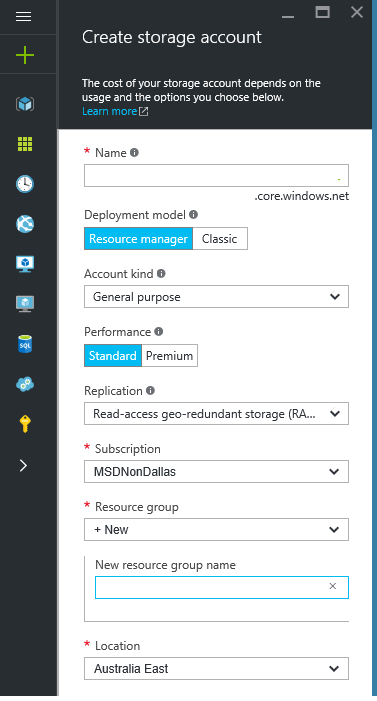 Create storage account
The cost of your storage account depends on the
usage and the options you choose below.
Learn more
* Name
.
.core.windows.net
Deployment model
Resource manager Classic
Account kind
General purpose
Performance
Standard Premium
Replication
Read-access geo-redundant storage (RA...
* Subscription
MSDNonDallas
* Resource group
+ New
New resource group name
* Location
Australia East
SQL